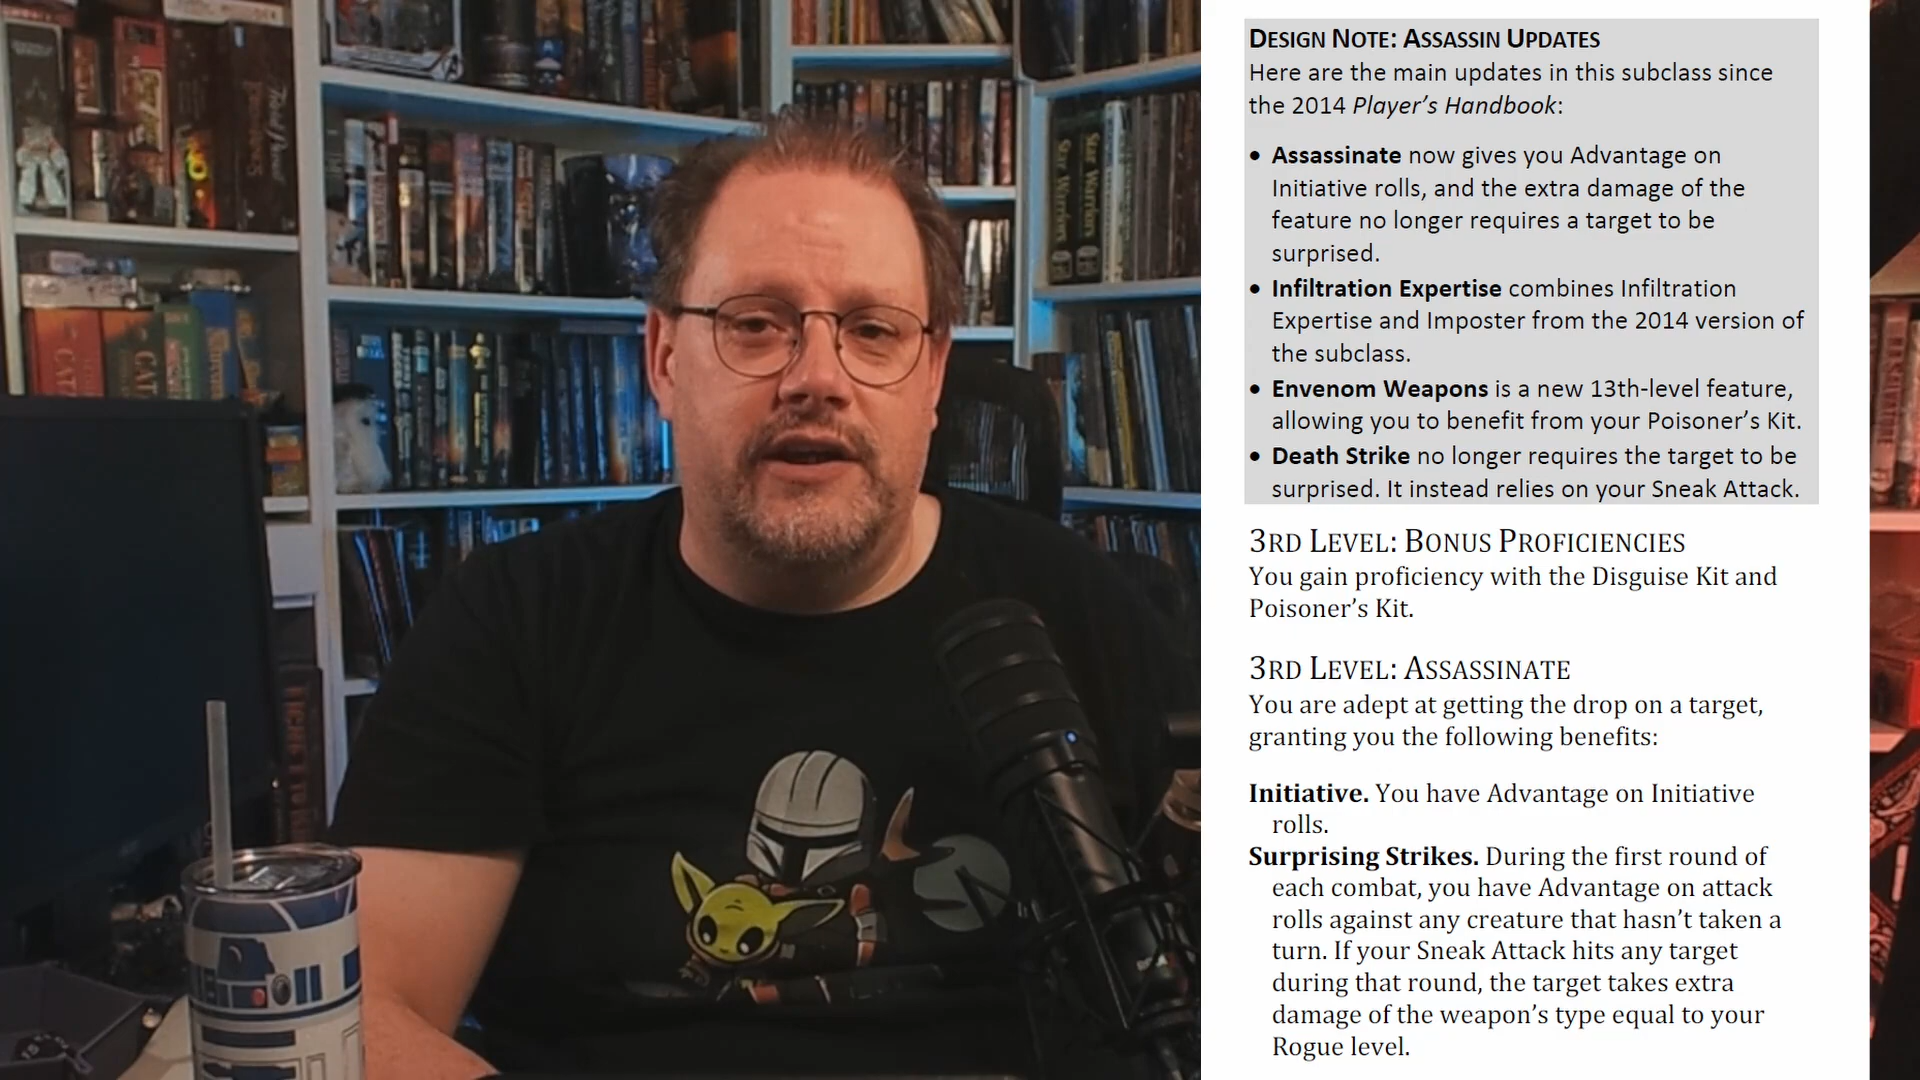 DESIGN NOTE: ASSASSIN UPDATES
Here are the main updates in this subclass since
the 2014 Player’s Handbook:
• Assassinate now gives you Advantage on
Initiative rolls, and the extra damage of the
feature no longer requires a target to be
surprised.
• Infiltration Expertise combines Infiltration
Expertise and Imposter from the 2014 version of
the subclass.
• Envenom Weapons is a new 13th-level feature,
allowing you to benefit from your Poisoner’s Kit.
• Death Strike no longer requires the target to be
surprised. It instead relies on your Sneak Attack.
3RD LEVEL: BONUS PROFICIENCIES
You gain proficiency with the Disguise Kit and
Poisoner’s Kit.
3RD LEVEL: ASSASSINATE
You are adept at getting the drop on a target,
granting you the following benefits:
Initiative. You have Advantage on Initiative
rolls.
Surprising Strikes. During the first round of
each combat, you have Advantage on attack
rolls against any creature that hasn’t taken a
turn. If your Sneak Attack hits any target
during that round, the target takes extra
damage of the weapon’s type equal to your
Rogue level.
Star Warriors
Star Warriors